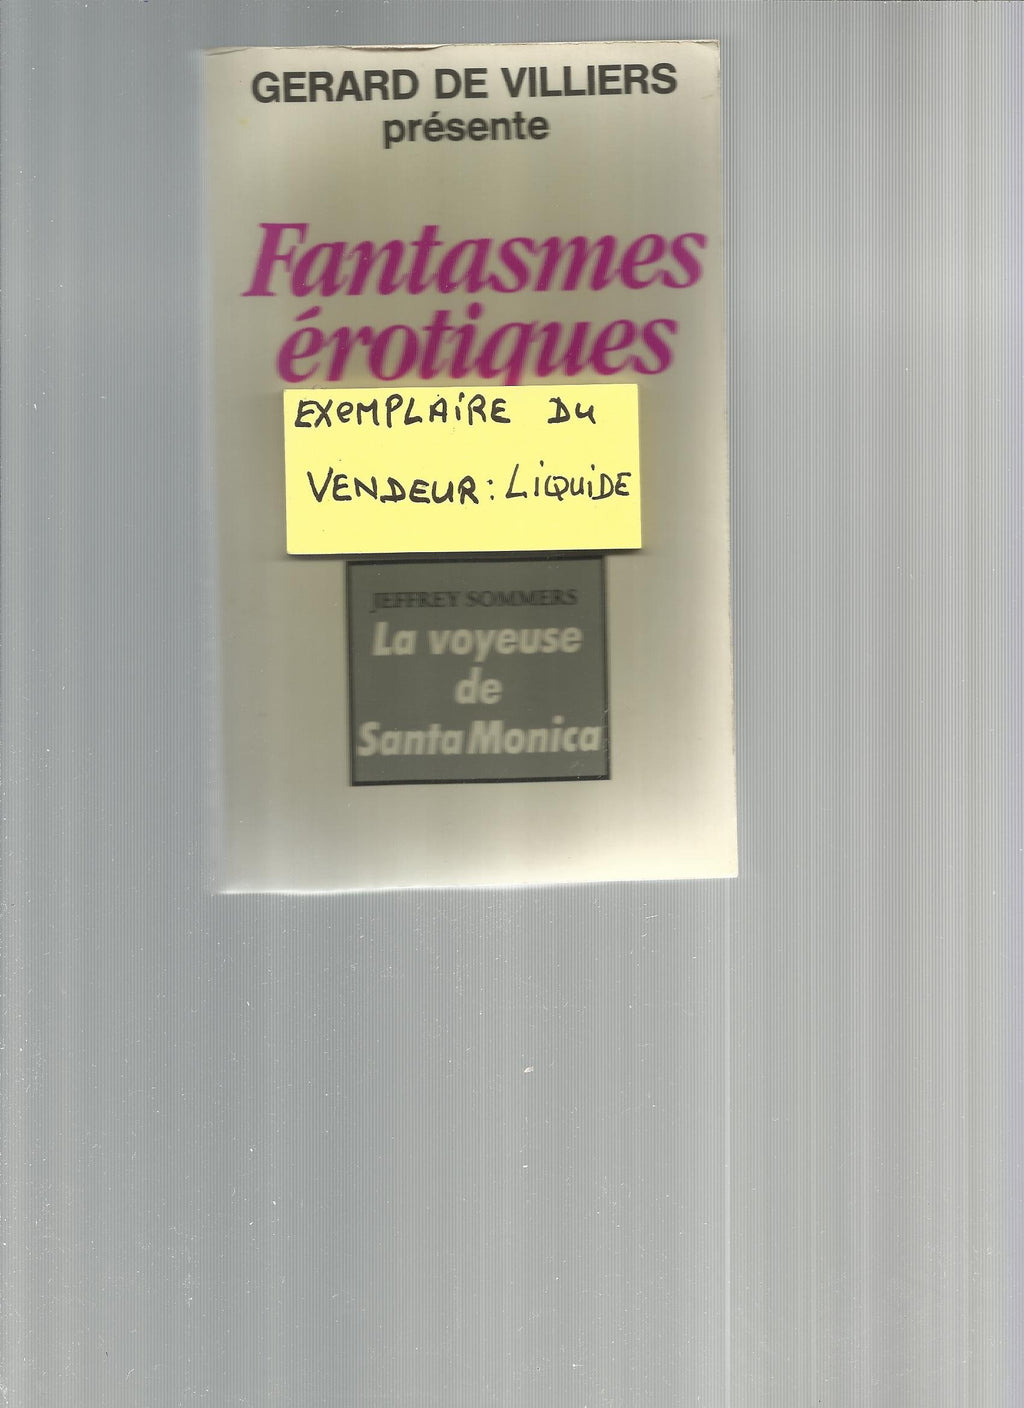 GERARD DE VILLIERS
présente
Fantasmes
érotiques
EXEMPLAIRE DU
VENDEUR: LIQUIDE
JEFFREY SOMMERS
La voyeuse
de
Santa Monica